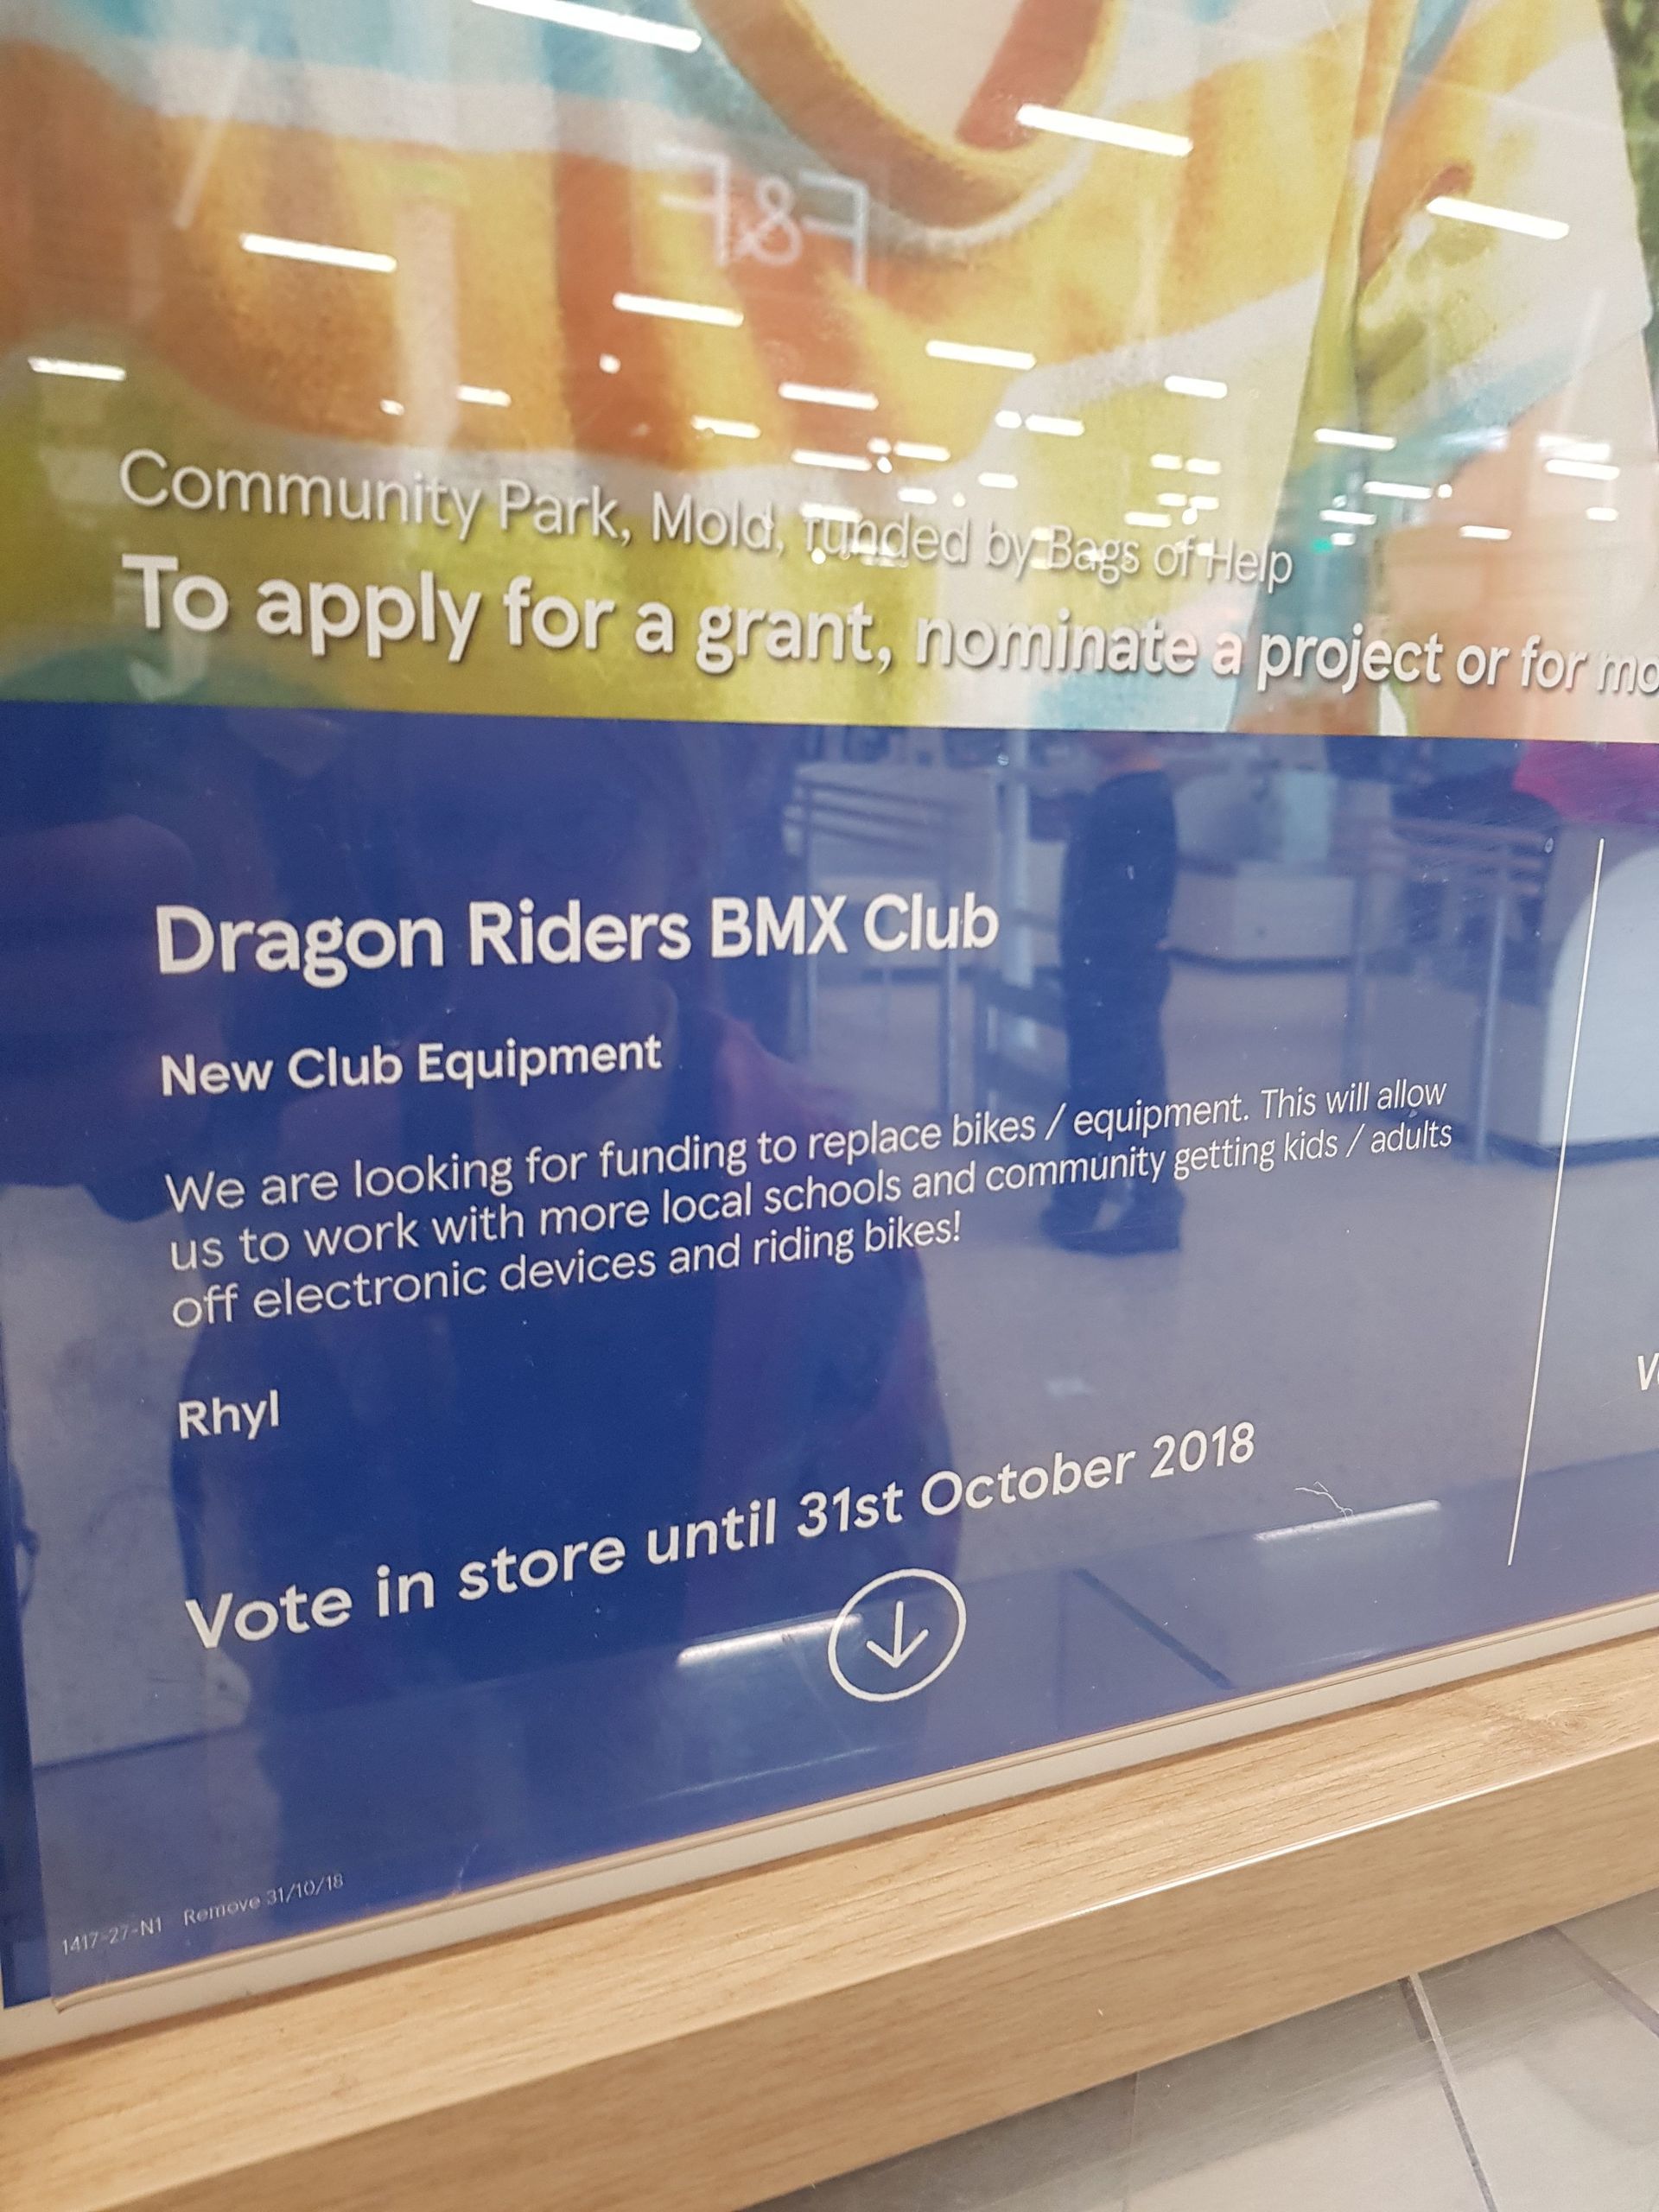 F&F
Community Park, Mold, funded by Bags of Help
To apply for a grant, nominate a project or for mo
Dragon Riders BMX Club
New Club Equipment
We are looking for funding to replace bikes / equipment. This will allow
us to work with more local schools and community getting kids / adults
off electronic devices and riding bikes!
Rhyl
Vote in store until 31st October 2018
1417-27-N1 Remove 31/10/18